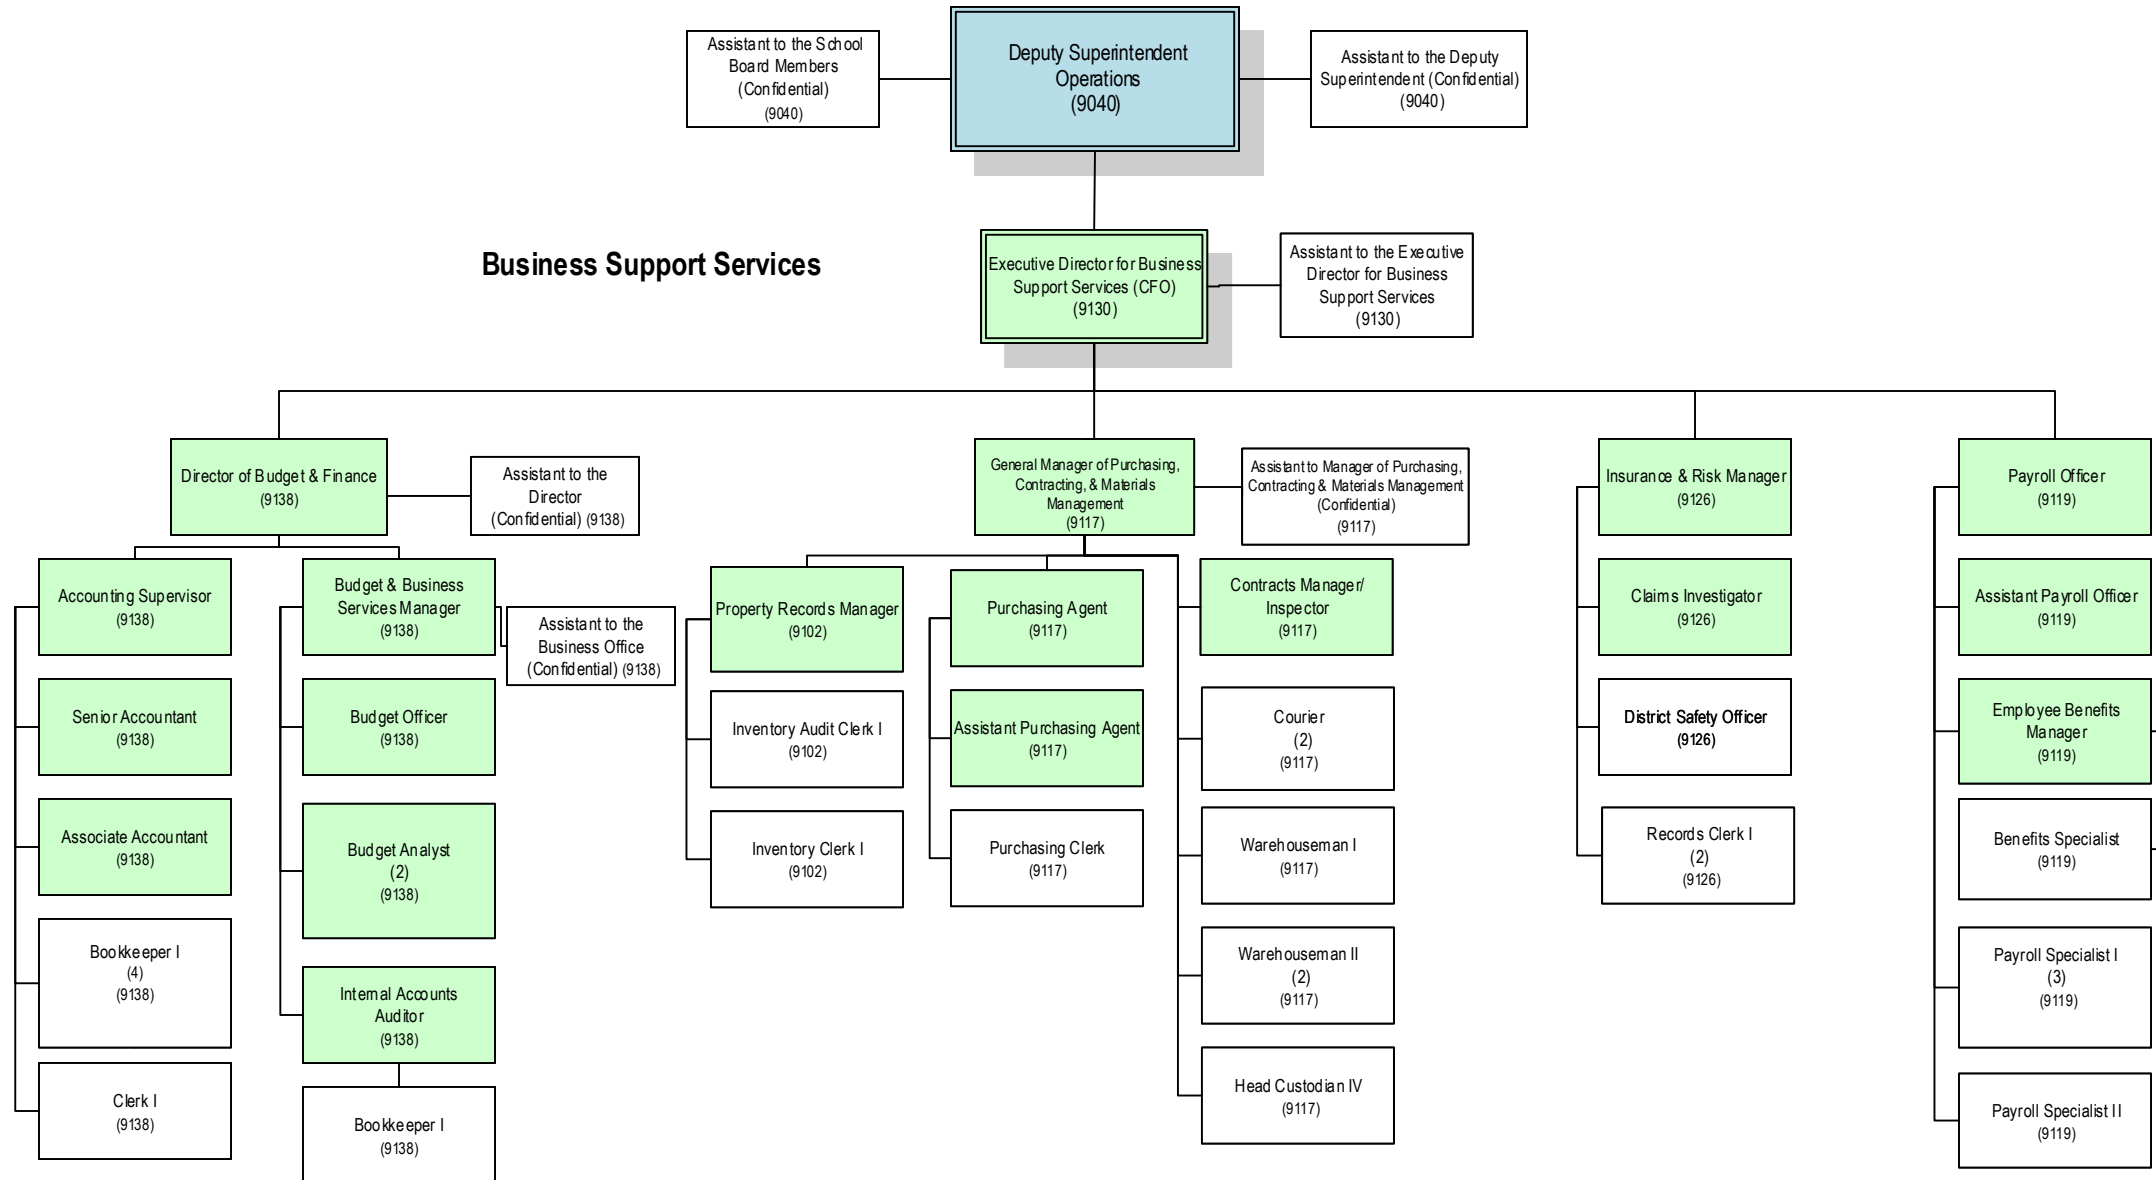 Assistant to the School
Board Members
(Confidential)
(9040)
Deputy Superintendent
Operations
(9040)
Assistant to the Deputy
Superintendent (Confidential)
(9040)
Business Support Services
Executive Director for Business
Support Services (CFO)
(9130)
Assistant to the Executive
Director for Business
Support Services
(9130)
Director of Budget & Finance
(9138)
Assistant to the
Director
(Confidential) (9138)
General Manager of Purchasing,
Contracting, & Materials
Management
(9117)
Assistant to Manager of Purchasing,
Contracting & Materials Management
(Confidential)
(9117)
Insurance & Risk Manager
(9126)
Payroll Officer
(9119)
Accounting Supervisor
(9138)
Senior Accountant
(9138)
Associate Accountant
(9138)
Bookkeeper I
(4)
(9138)
Clerk I
(9138)
Budget & Business
Services Manager
(9138)
Assistant to the
Business Office
(Confidential) (9138)
Budget Officer
(9138)
Budget Analyst
(2)
(9138)
Internal Accounts
Auditor
(9138)
Bookkeeper I
(9138)
Property Records Manager
(9102)
Inventory Audit Clerk I
(9102)
Inventory Clerk I
(9102)
Purchasing Agent
(9117)
Assistant Purchasing Agent
(9117)
Purchasing Clerk
(9117)
Contracts Manager/
Inspector
(9117)
Courier
(2)
(9117)
Warehouseman I
(9117)
Warehouseman II
(2)
(9117)
Head Custodian IV
(9117)
Claims Investigator
(9126)
District Safety Officer
(9126)
Records Clerk I
(2)
(9126)
Assistant Payroll Officer
(9119)
Employee Benefits
Manager
(9119)
Benefits Specialist
(9119)
Payroll Specialist I
(3)
(9119)
Payroll Specialist II
(9119)